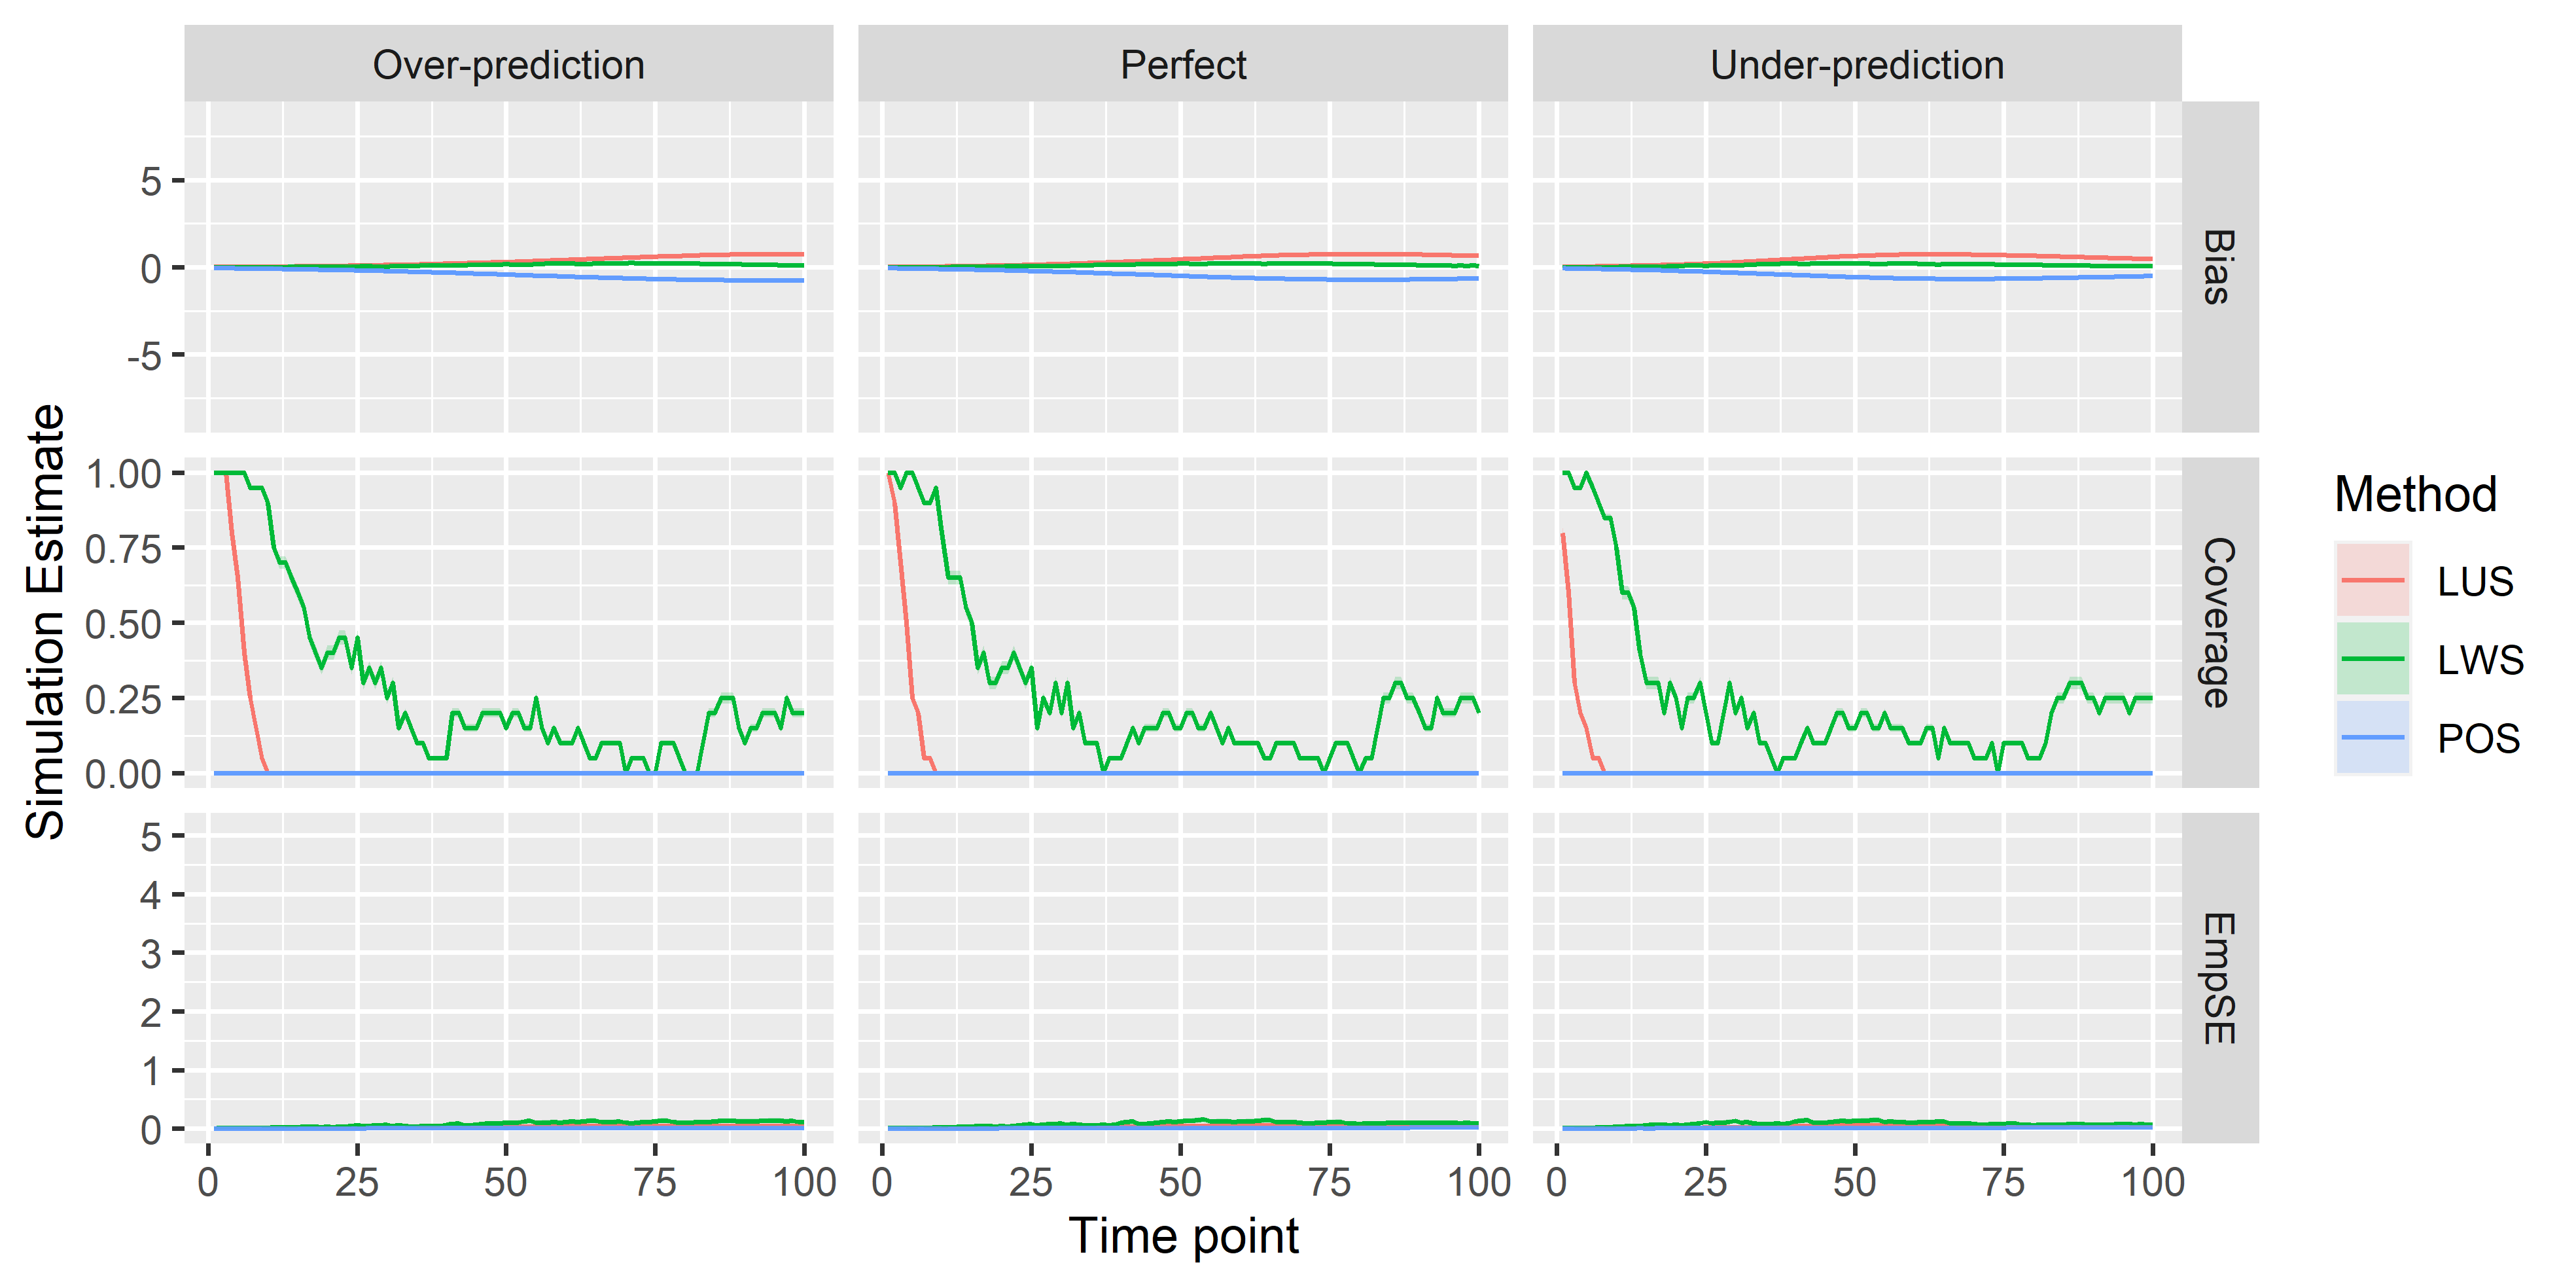 Over-prediction
Perfect
Under-prediction
5
0
-5
Bias
Simulation Estimate
1.00
0.75
0.50
0.25
0.00
Coverage
5
4
3
2
1
0
EmpSE
0 25 50 75 100
0 25 50 75 100
0 25 50 75 100
Time point
Method
LUS
LWS
POS